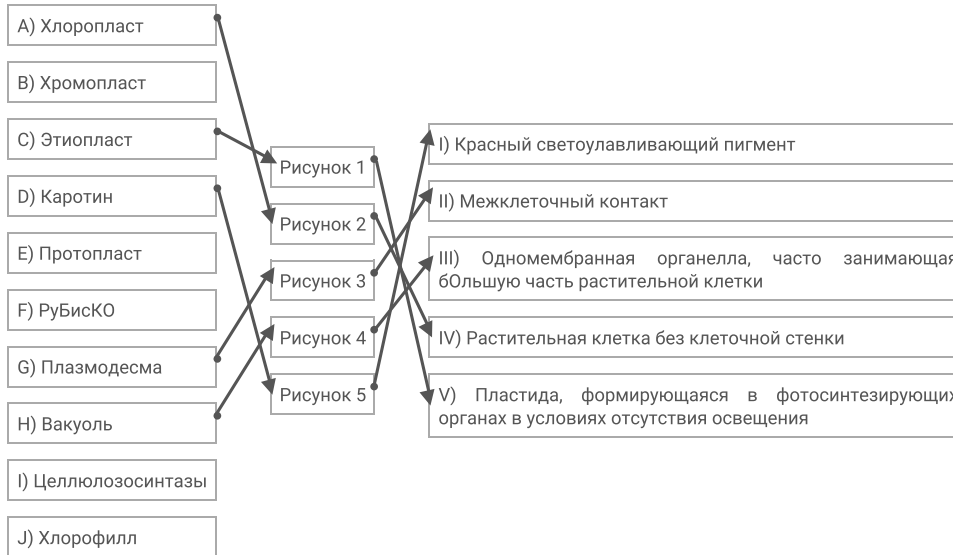 A) Хлоропласт
B) Хромопласт
C) Этиопласт
D) Каротин
E) Протопласт
F) РуБисКО
G) Плазмодесма
H) Вакуоль
I) Целлюлозосинтазы
J) Хлорофилл
Рисунок 1
Рисунок 2
Рисунок 3
Рисунок 4
Рисунок 5
I) Красный светоулавливающий пигмент
II) Межклеточный контакт
III) Одномембранная органелла, часто занимающая
бОльшую часть растительной клетки
IV) Растительная клетка без клеточной стенки
V) Пластида, формирующаяся в фотосинтезирующих
органах в условиях отсутствия освещения